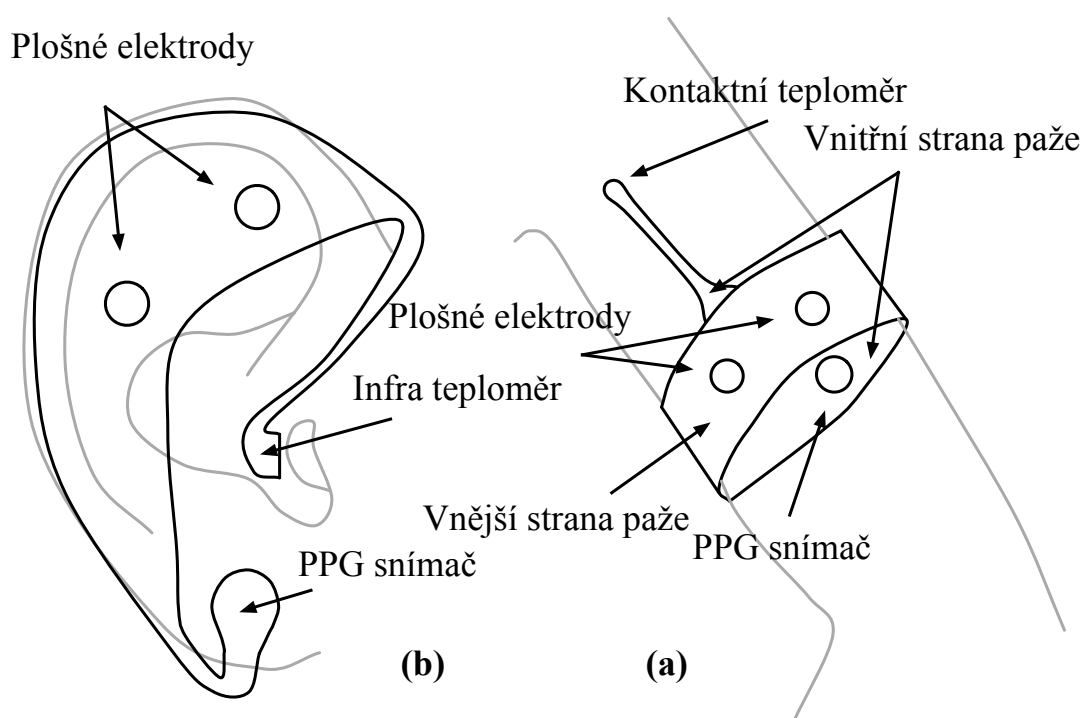 Plošné elektrody
Kontaktní teploměr
Vnitřní strana paže
Plošné elektrody
Infra teploměr
Vnější strana paže
PPG snímač
PPG snímač
(b)
(a)